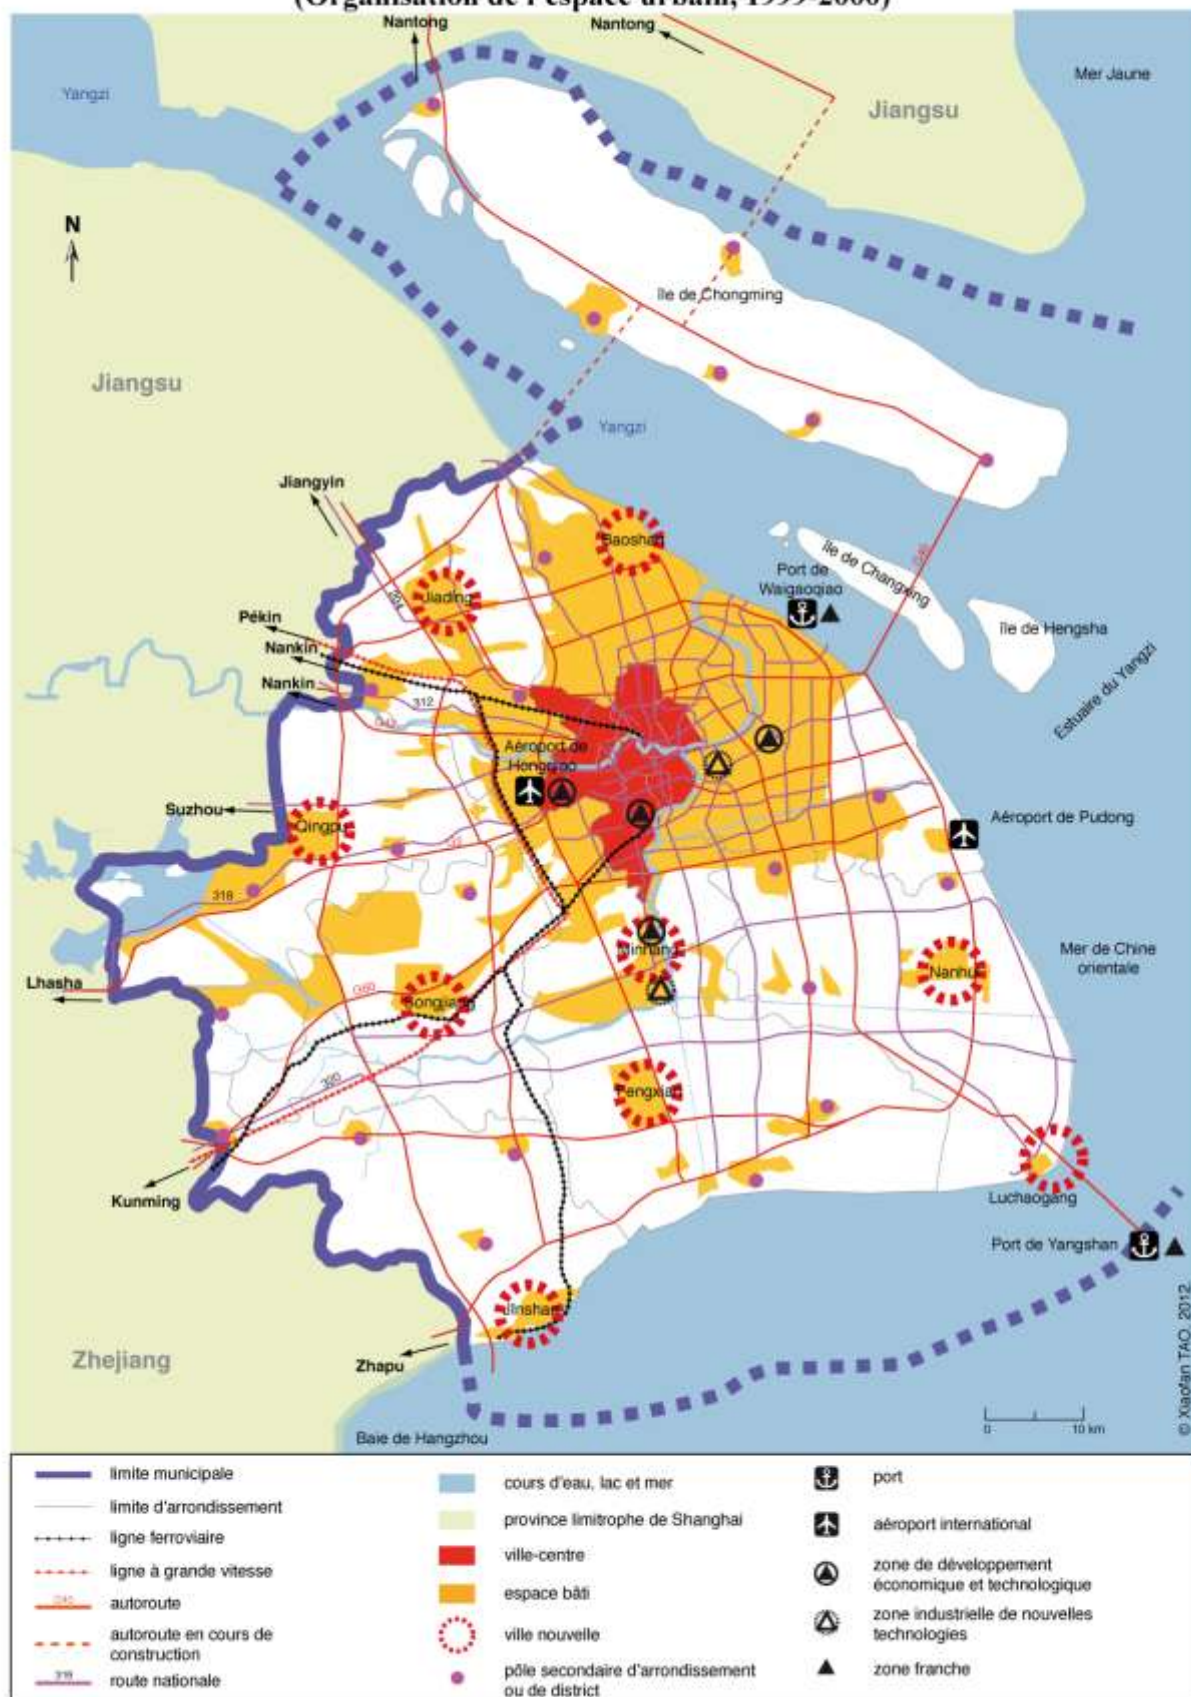 (Organisation de l'espace urbain, 1999-2006)
Nantong
Nantong
Mer Jaune
Yangzi
Jiangsu
N
île de Chongming
Jiangsu
Yangzi
Jiangyin
Baoshan
île de Changxing
Port de
Waigaoqiao
Jiading
204
Pékin
île de Hengsha
Nankin
Nankin
312
Estuaire du Yangzi
Aéroport de
Hongqiao
Suzhou
Qingpu
Aéroport de Pudong
318
Minhang
Mer de Chine
orientale
Nanhui
Lhasha
G60
Songjiang
320
Fengxian
Kunming
Luchaogang
Port de Yangshan
Jinshan
Zhejiang
Zhapu
© Xiaofan TAO, 2012
0 10 km
Baie de Hangzhou
limite municipale
limite d'arrondissement
ligne ferroviaire
ligne à grande vitesse
autoroute
autoroute en cours de
construction
318
route nationale
cours d'eau, lac et mer
province limitrophe de Shanghai
ville-centre
espace bâti
ville nouvelle
pôle secondaire d'arrondissement
ou de district
port
aéroport international
zone de développement
économique et technologique
zone industrielle de nouvelles
technologies
zone franche